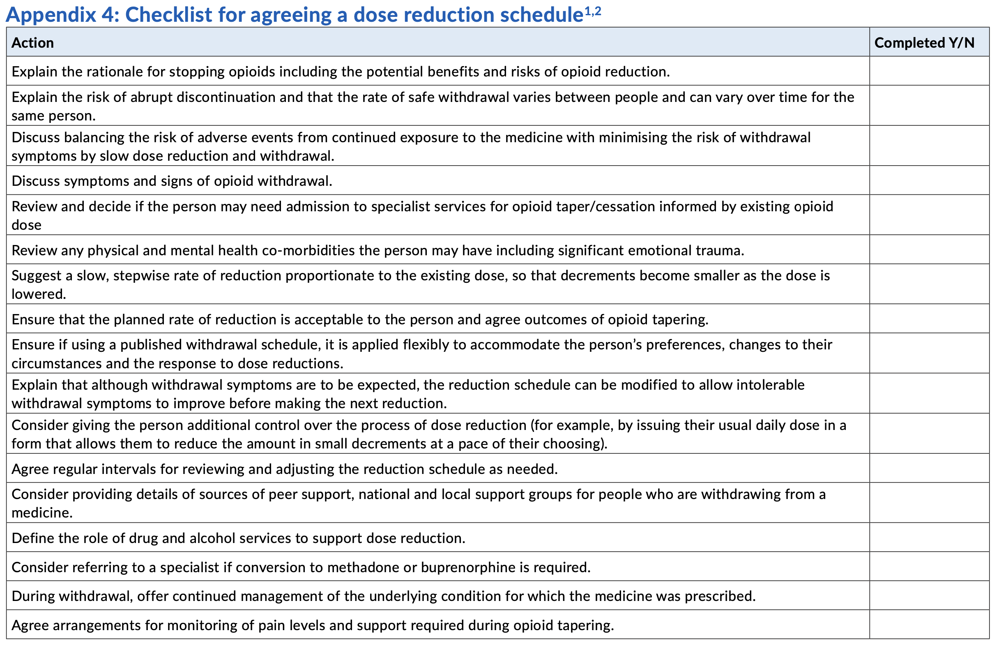 Appendix 4: Checklist for agreeing a dose reduction schedule1,2
Action
Completed Y/N
Explain the rationale for stopping opioids including the potential benefits and risks of opioid reduction.
Explain the risk of abrupt discontinuation and that the rate of safe withdrawal varies between people and can vary over time for the
same person.
Discuss balancing the risk of adverse events from continued exposure to the medicine with minimising the risk of withdrawal
symptoms by slow dose reduction and withdrawal.
Discuss symptoms and signs of opioid withdrawal.
Review and decide if the person may need admission to specialist services for opioid taper/cessation informed by existing opioid
dose
Review any physical and mental health co-morbidities the person may have including significant emotional trauma.
Suggest a slow, stepwise rate of reduction proportionate to the existing dose, so that decrements become smaller as the dose is
lowered.
Ensure that the planned rate of reduction is acceptable to the person and agree outcomes of opioid tapering.
Ensure if using a published withdrawal schedule, it is applied flexibly to accommodate the person’s preferences, changes to their
circumstances and the response to dose reductions.
Explain that although withdrawal symptoms are to be expected, the reduction schedule can be modified to allow intolerable
withdrawal symptoms to improve before making the next reduction.
Consider giving the person additional control over the process of dose reduction (for example, by issuing their usual daily dose in a
form that allows them to reduce the amount in small decrements at a pace of their choosing).
Agree regular intervals for reviewing and adjusting the reduction schedule as needed.
Consider providing details of sources of peer support, national and local support groups for people who are withdrawing from a
medicine.
Define the role of drug and alcohol services to support dose reduction.
Consider referring to a specialist if conversion to methadone or buprenorphine is required.
During withdrawal, offer continued management of the underlying condition for which the medicine was prescribed.
Agree arrangements for monitoring of pain levels and support required during opioid tapering.